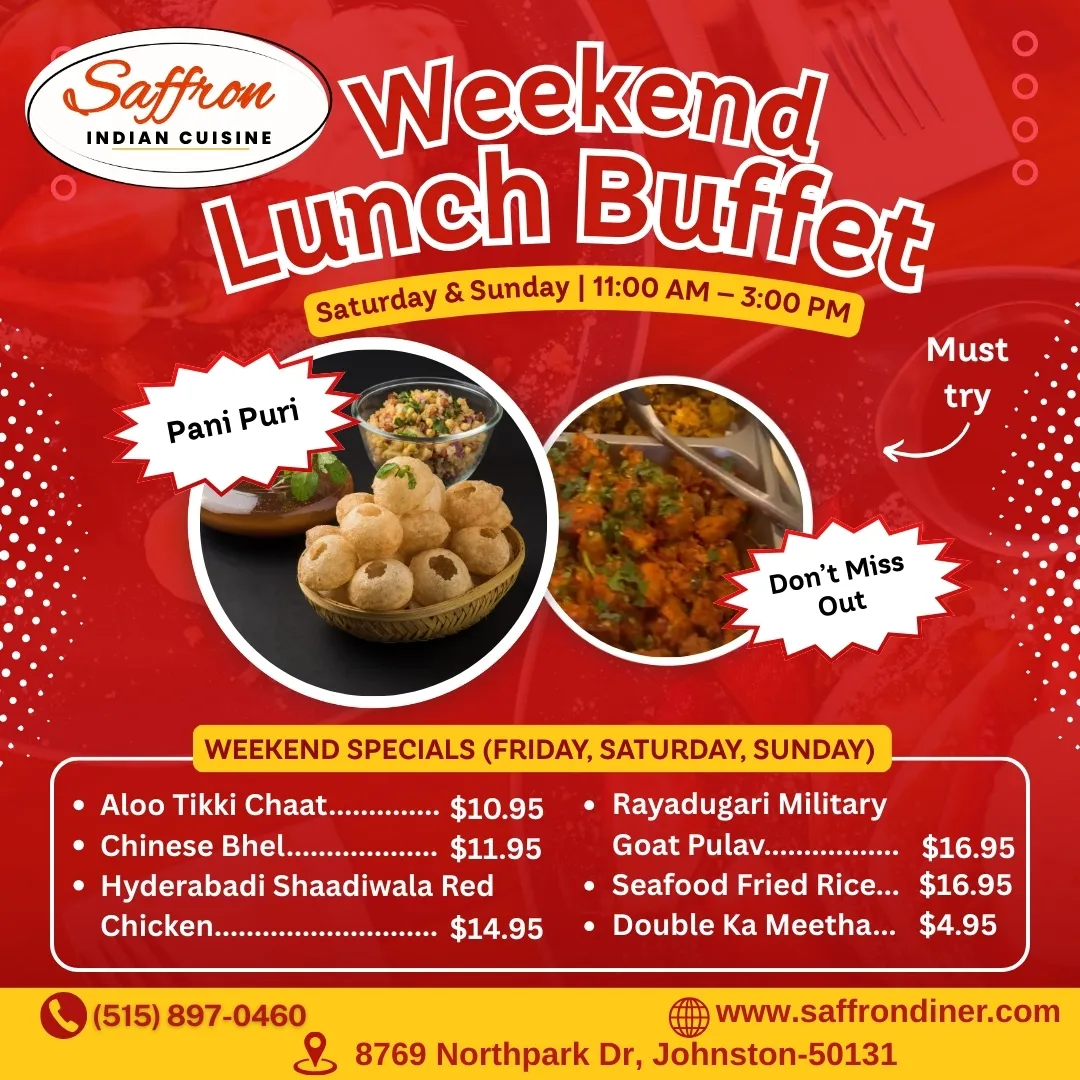 Saffron
INDIAN CUISINE
Weekend
Lunch Buffet
Saturday & Sunday | 11:00 AM – 3:00 PM
Must
try
Pani Puri
Don't Miss
Out
WEEKEND SPECIALS (FRIDAY, SATURDAY, SUNDAY)
• Aloo Tikki Chaat.............. $10.95
• Chinese Bhel................... $11.95
• Hyderabadi Shaadiwala Red
Chicken............................ $14.95
• Rayadugari Military
Goat Pulav................. $16.95
• Seafood Fried Rice... $16.95
• Double Ka Meetha... $4.95
(515) 897-0460
www.saffrondiner.com
8769 Northpark Dr, Johnston-50131